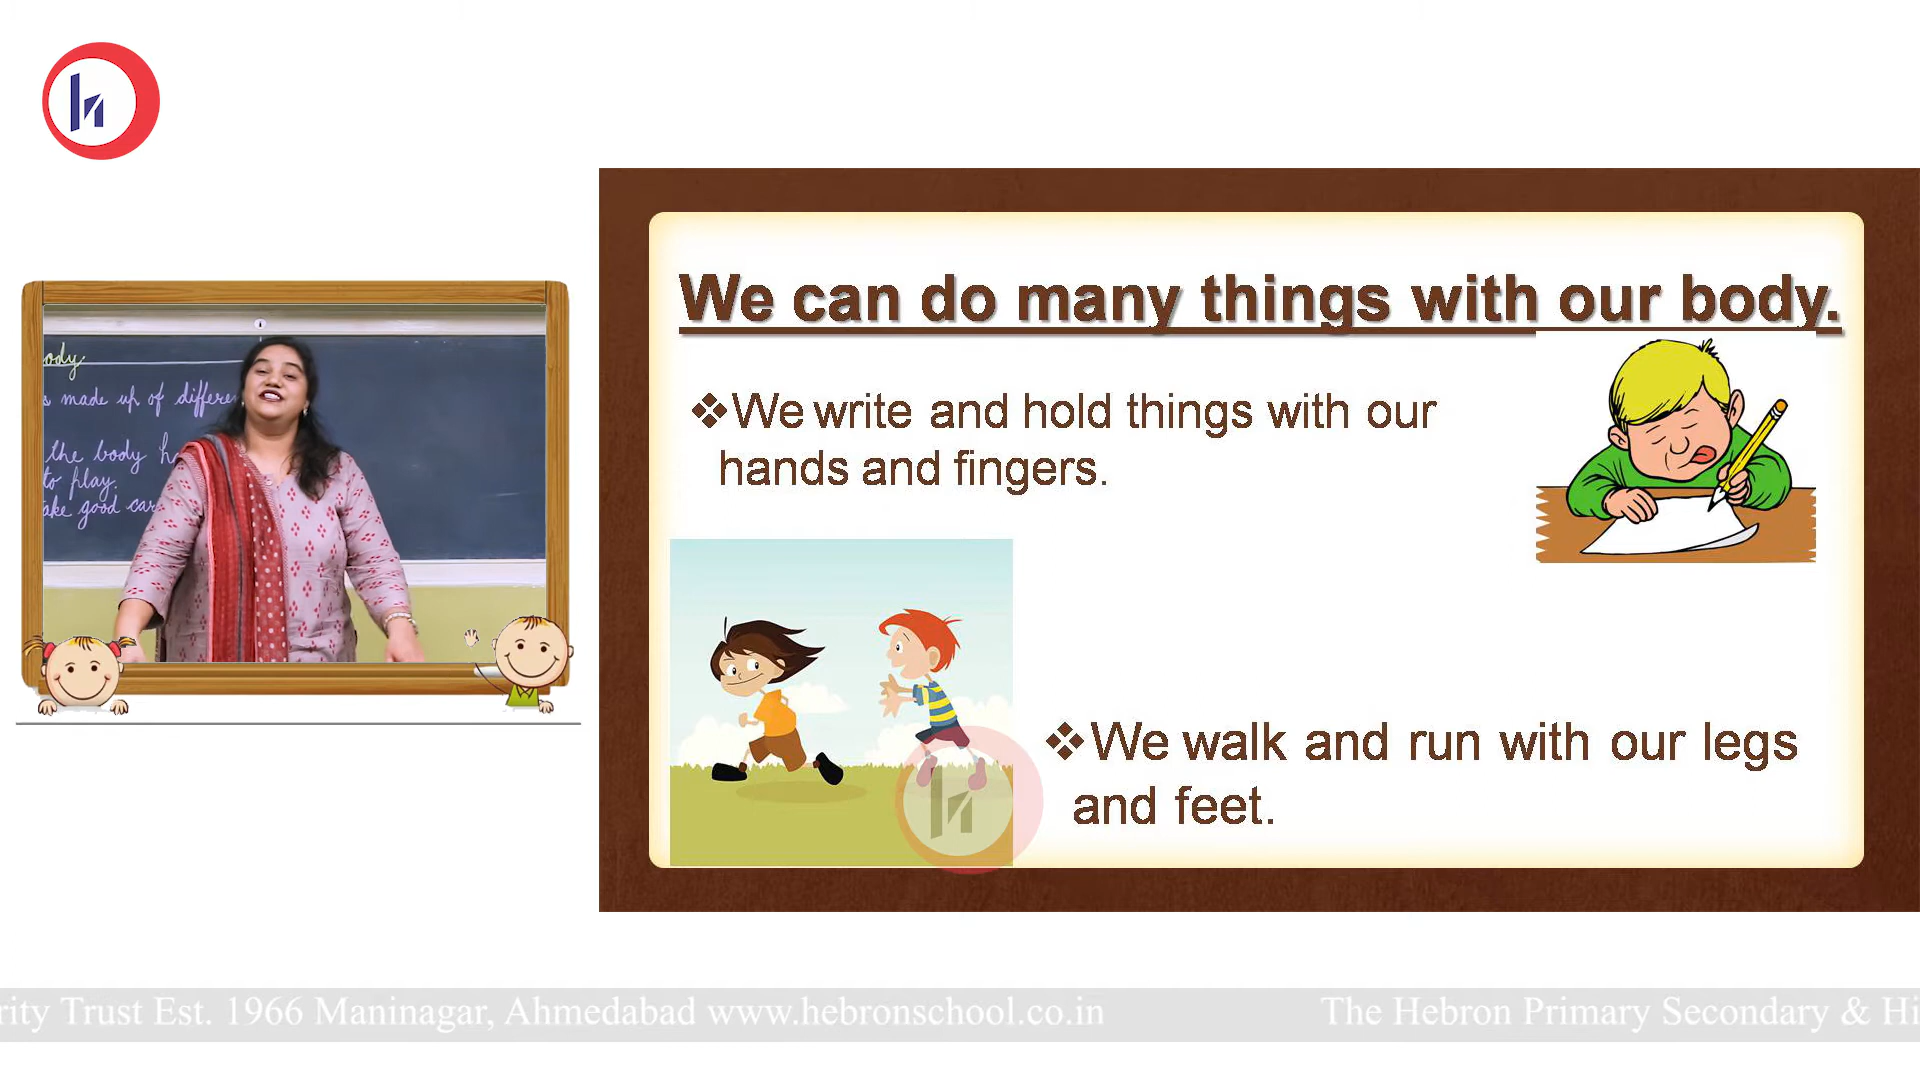 ody.
s made up of differe
the body h
to play.
ake good car
We can do many things with our body.
❖We write and hold things with our
hands and fingers.
❖We walk and run with our legs
and feet.
rity Trust Est. 1966 Maninagar, Ahmedabad www.hebronschool.co.in The Hebron Primary Secondary & Hi